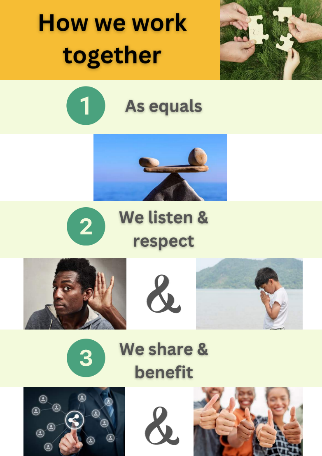 How we work
together
1
As equals
2
We listen &
respect
&
3
We share &
benefit
&